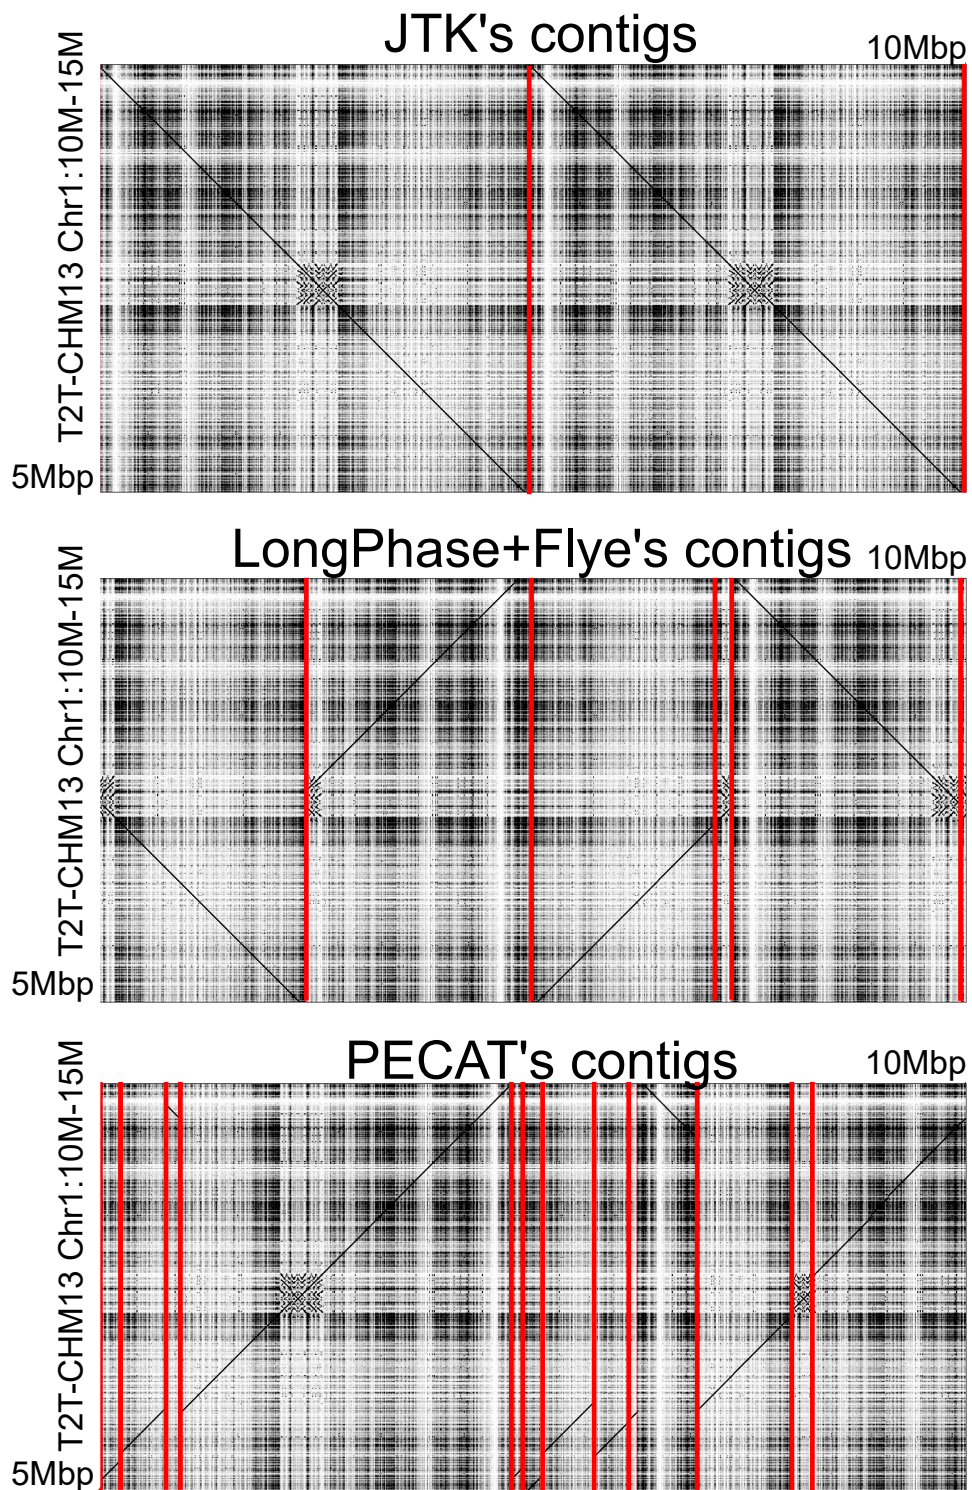 JTK's contigs
10Mbp
T2T-CHM13 Chr1:10M-15M
5Mbp
LongPhase+Flye's contigs
10Mbp
T2T-CHM13 Chr1:10M-15M
5Mbp
PECAT's contigs
10Mbp
T2T-CHM13 Chr1:10M-15M
5Mbp